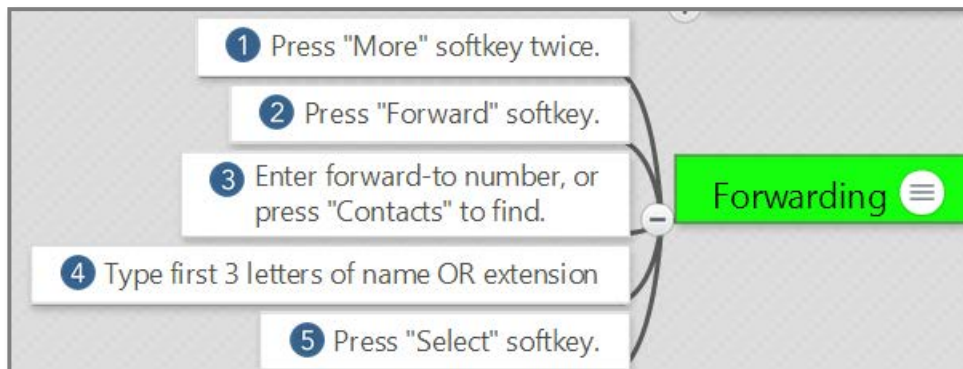 1 Press "More" softkey twice.
2 Press "Forward" softkey.
3 Enter forward-to number, or
press "Contacts" to find.
4 Type first 3 letters of name OR extension
5 Press "Select" softkey.
Forwarding